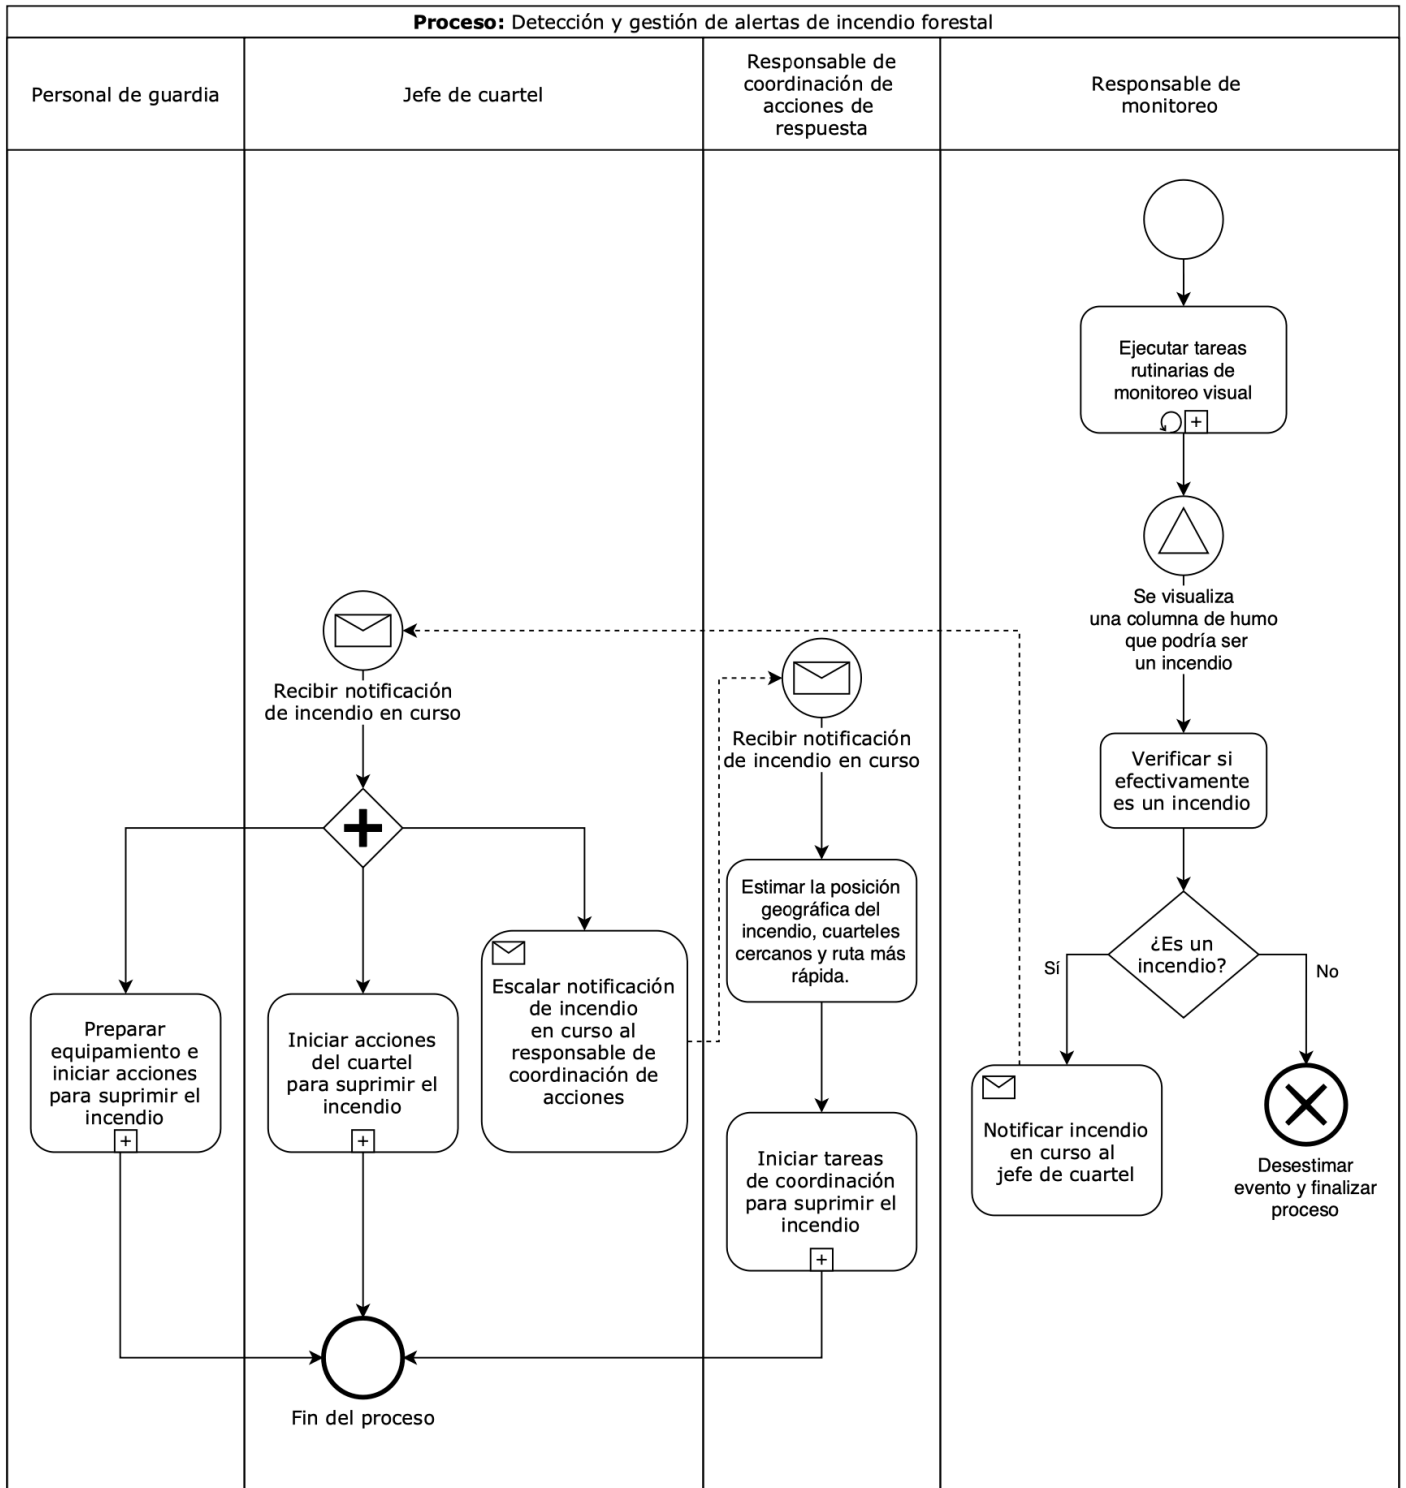 Proceso: Detección y gestión de alertas de incendio forestal
Personal de guardia
Jefe de cuartel
Responsable de
coordinación de
acciones de
respuesta
Responsable de
monitoreo
Ejecutar tareas
rutinarias de
monitoreo visual
Se visualiza
una columna de humo
que podría ser
un incendio
Verificar si
efectivamente
es un incendio
¿Es un
incendio?
Sí
No
Notificar incendio
en curso al
jefe de cuartel
Desestimar
evento y finalizar
proceso
Recibir notificación
de incendio en curso
Preparar
equipamiento e
iniciar acciones
para suprimir el
incendio
Iniciar acciones
del cuartel
para suprimir el
incendio
Escalar notificación
de incendio
en curso al
responsable de
coordinación de
acciones
Recibir notificación
de incendio en curso
Estimar la posición
geográfica del
incendio, cuarteles
cercanos y ruta más
rápida.
Iniciar tareas
de coordinación
para suprimir el
incendio
Fin del proceso